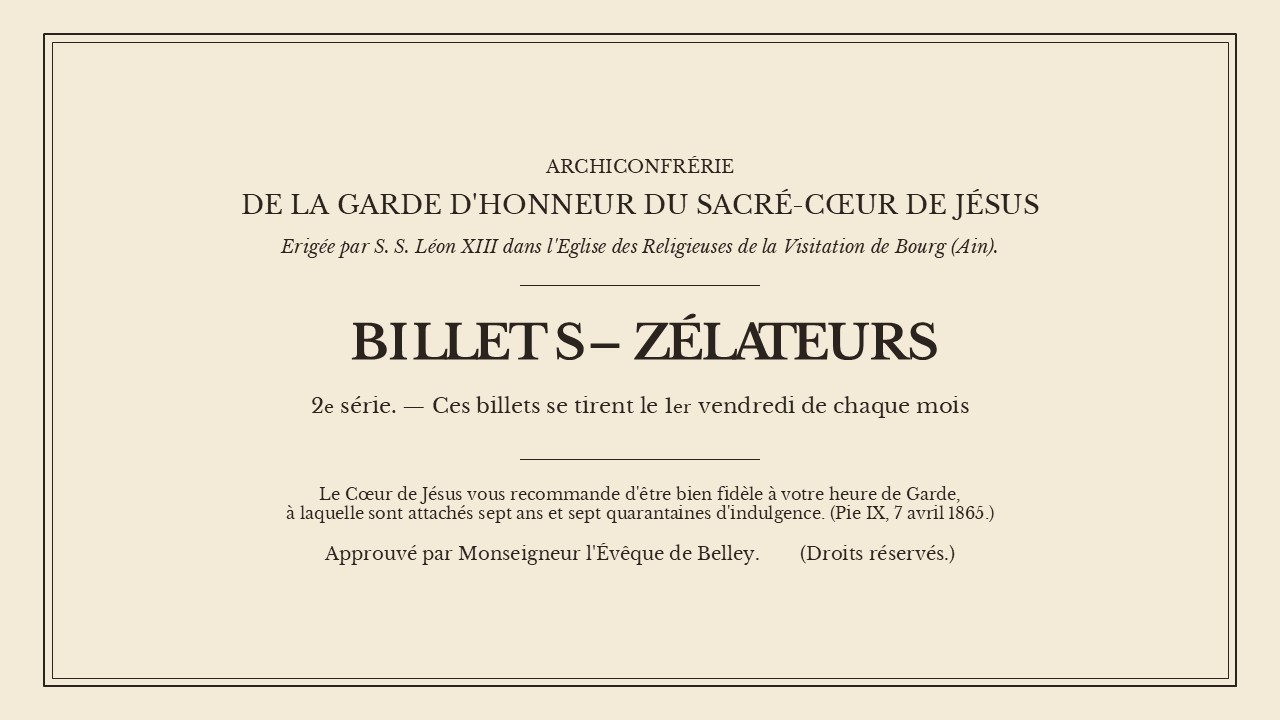 ARCHICONFRÉRIE
DE LA GARDE D'HONNEUR DU SACRÉ-CŒUR DE JÉSUS
Erigée par S. S. Léon XIII dans l'Eglise des Religieuses de la Visitation de Bourg (Ain).
BILLETS – ZÉLATEURS
2e série. — Ces billets se tirent le 1er vendredi de chaque mois
Le Cœur de Jésus vous recommande d'être bien fidèle à votre heure de Garde,
à laquelle sont attachés sept ans et sept quarantaines d'indulgence. (Pie IX, 7 avril 1865.)
Approuvé par Monseigneur l'Évêque de Belley. (Droits réservés.)